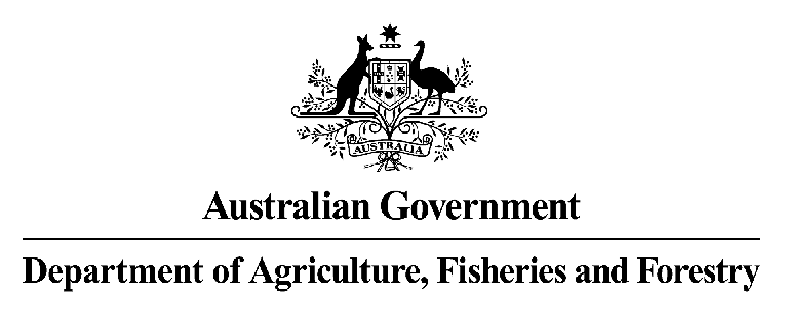 AUSTRALIA
Australian Government
Department of Agriculture, Fisheries and Forestry